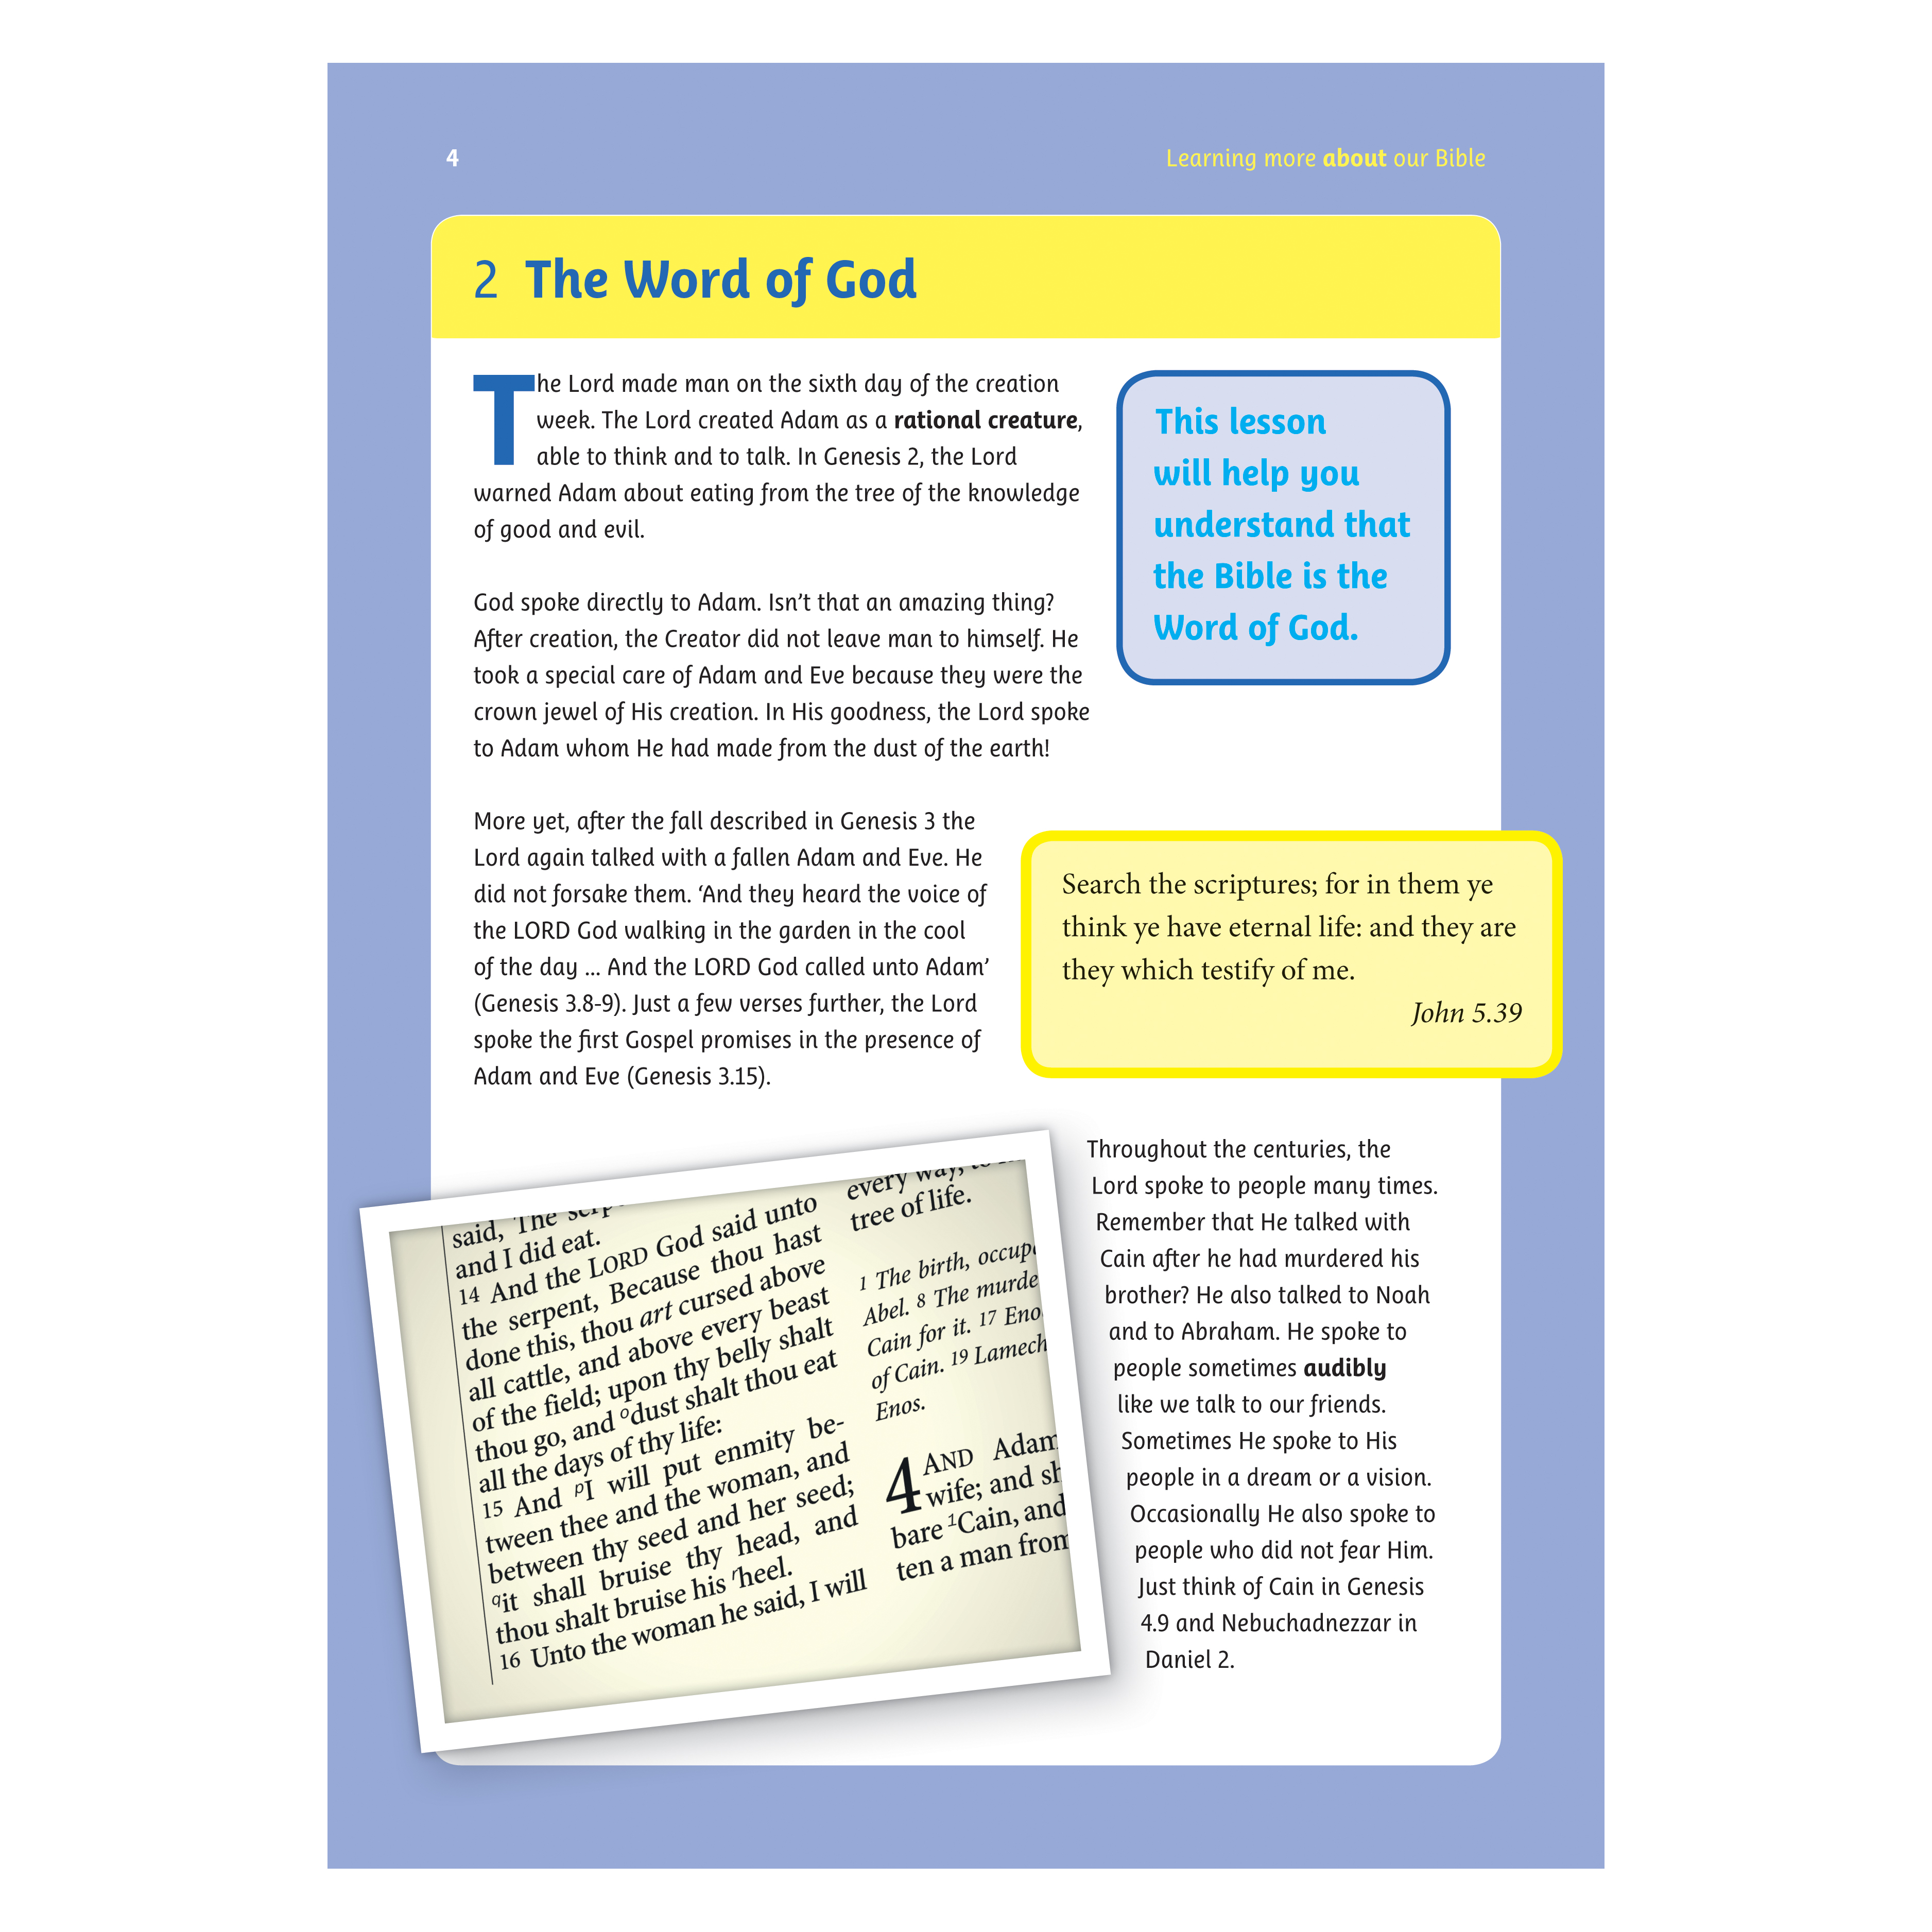 4
Learning more about our Bible
2 The Word of God
The Lord made man on the sixth day of the creation
week. The Lord created Adam as a rational creature,
able to think and to talk. In Genesis 2, the Lord
warned Adam about eating from the tree of the knowledge
of good and evil.
This lesson
will help you
understand that
the Bible is the
Word of God.
God spoke directly to Adam. Isn’t that an amazing thing?
After creation, the Creator did not leave man to himself. He
took a special care of Adam and Eve because they were the
crown jewel of His creation. In His goodness, the Lord spoke
to Adam whom He had made from the dust of the earth!
More yet, after the fall described in Genesis 3 the
Lord again talked with a fallen Adam and Eve. He
did not forsake them. ‘And they heard the voice of
the LORD God walking in the garden in the cool
of the day ... And the LORD God called unto Adam’
(Genesis 3.8-9). Just a few verses further, the Lord
spoke the first Gospel promises in the presence of
Adam and Eve (Genesis 3.15).
Search the scriptures; for in them ye
think ye have eternal life: and they are
they which testify of me.
John 5.39
said, The
and I did eat.
14 And the LORD God said unto
the serpent, Because thou hast
done this, thou art cursed above
all cattle, and above every beast
of the field; upon thy belly shalt
thou go, and odust shalt thou eat
all the days of thy life:
15 And pI will put enmity be-
tween thee and the woman, and
between thy seed and her seed;
qit shall bruise thy head, and
thou shalt bruise his rheel.
16 Unto the woman he said, I will
every way,
tree of life.
1 The birth,
Abel. 8 The
Cain for it. 17
of Cain. 19 Lamech
Enos.
4 AND Adam
wife; and
bare 1Cain, and
ten a man from
Throughout the centuries, the
Lord spoke to people many times.
Remember that He talked with
Cain after he had murdered his
brother? He also talked to Noah
and to Abraham. He spoke to
people sometimes audibly
like we talk to our friends.
Sometimes He spoke to His
people in a dream or a vision.
Occasionally He also spoke to
people who did not fear Him.
Just think of Cain in Genesis
4.9 and Nebuchadnezzar in
Daniel 2.